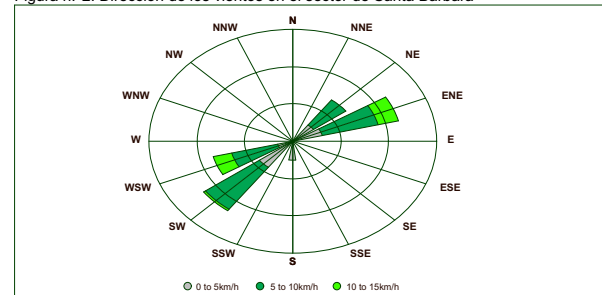 Figura n. 2. Dirección de los vientos en el sector de Santa Bárbara
N
NNW
NNE
NW
NE
WNW
ENE
W
E
WSW
ESE
SW
SE
SSW
SSE
S
0 to 5km/h
5 to 10km/h
10 to 15km/h